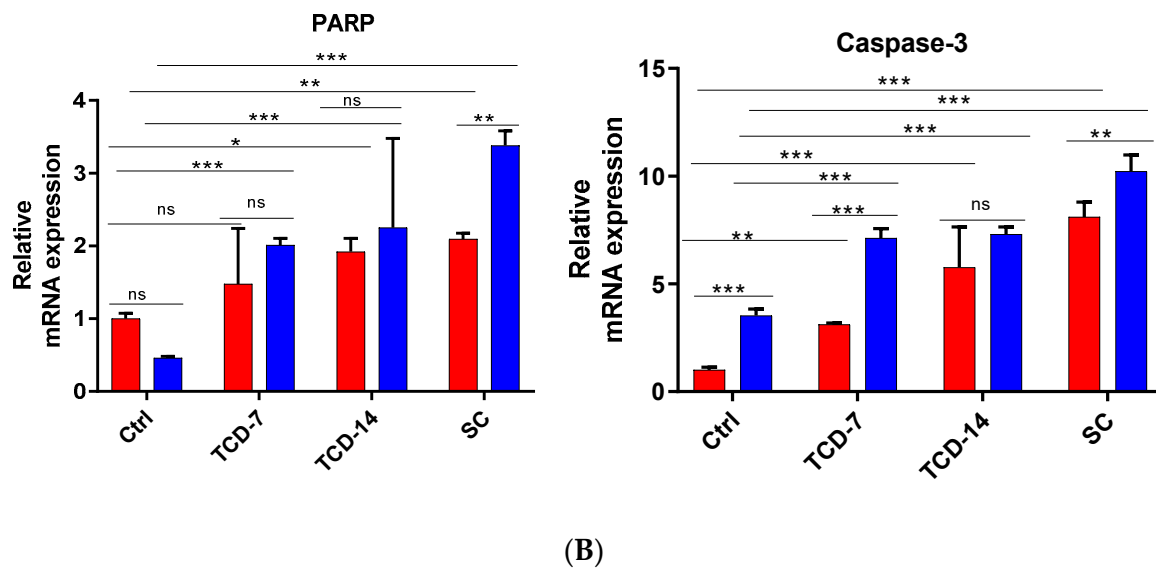 PARP
***
**
ns
***
**
*
***
ns
ns
ns
4
3
2
1
0
Relative
mRNA expression
Ctrl
TCD-7
TCD-14
SC
Caspase-3
***
***
***
**
***
***
***
ns
**
***
15
10
5
0
Relative
mRNA expression
Ctrl
TCD-7
TCD-14
SC
(B)